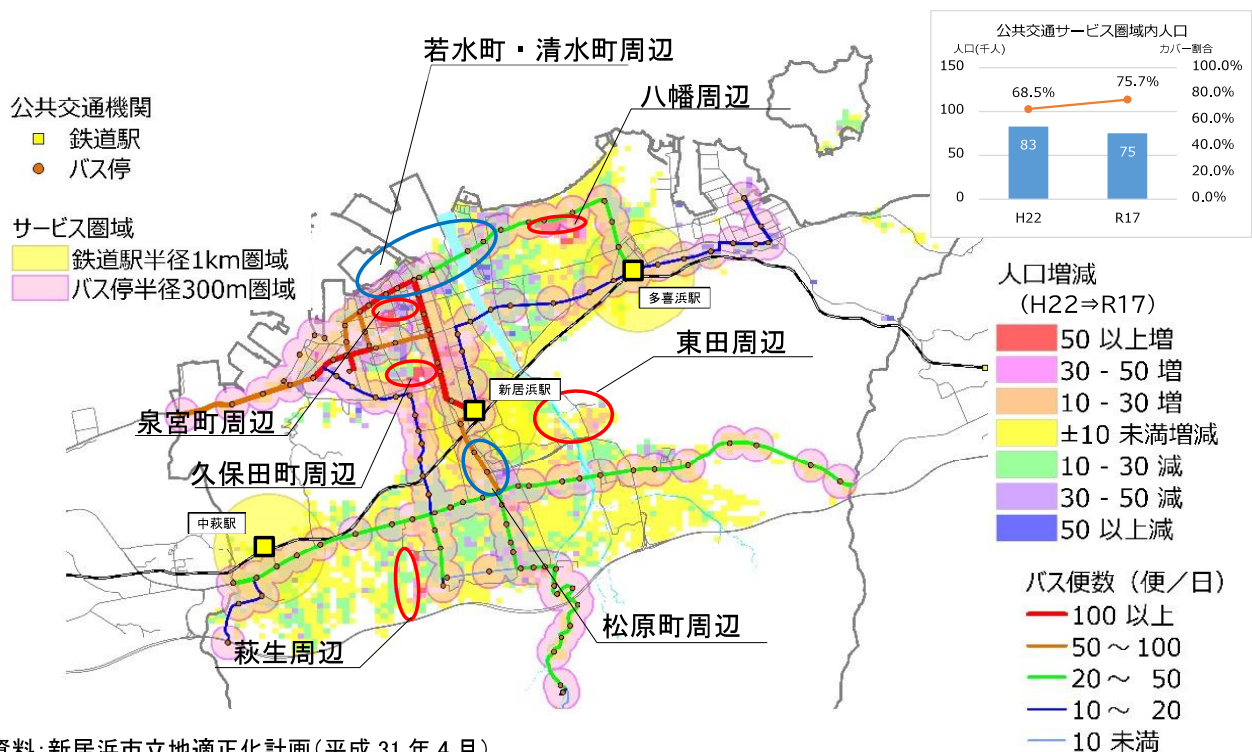 若水町・清水町周辺
八幡周辺
公共交通機関
鉄道駅
バス停
サービス圏域
鉄道駅半径1km圏域
バス停半径300m圏域
公共交通サービス圏域内人口
人口(千人)
カバー割合
150
100
50
0
100.0%
80.0%
60.0%
40.0%
20.0%
0.0%
68.5%
75.7%
83
75
H22
R17
多喜浜駅
東田周辺
新居浜駅
泉宮町周辺
久保田町周辺
中萩駅
松原町周辺
萩生周辺
人口増減
(H22⇒R17)
50 以上増
30 - 50 増
10 - 30 増
±10 未満増減
10 - 30 減
30 - 50 減
50 以上減
バス便数(便/日)
100 以上
50～100
20～ 50
10～ 20
10 未満
資料:新居浜市立地適正化計画(平成 31 年 4 月)